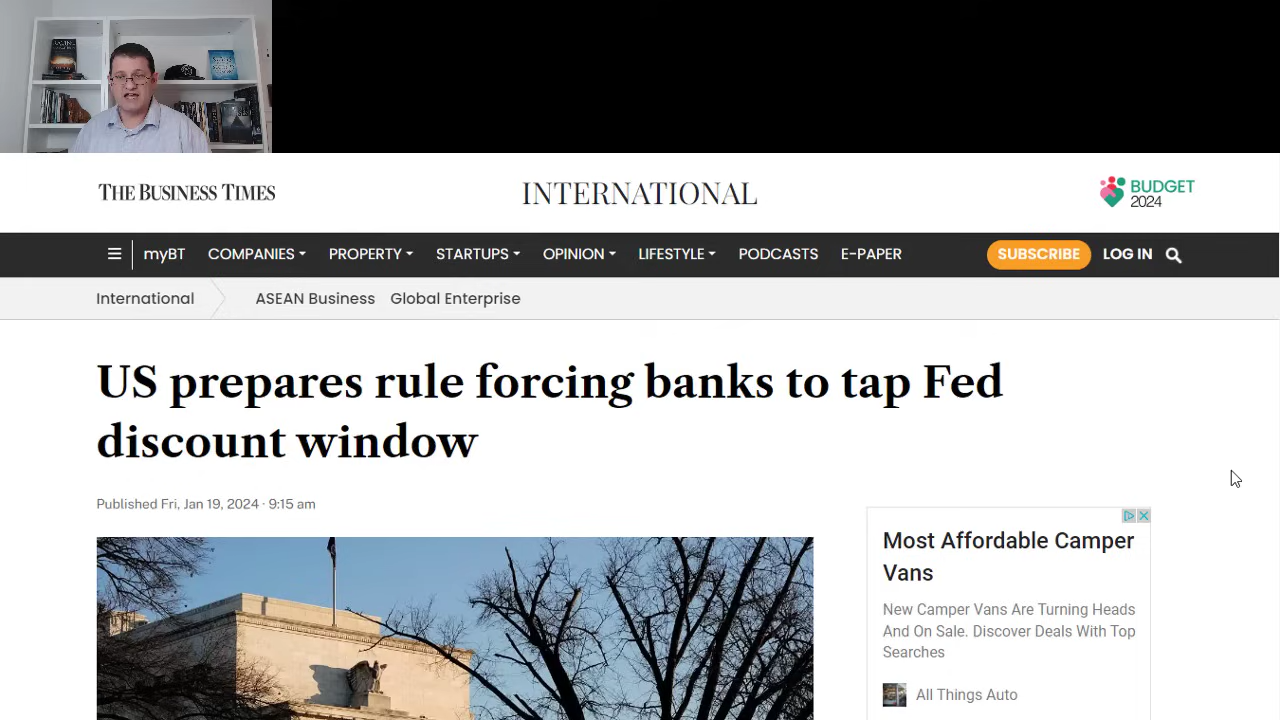 THE BUSINESS TIMES
INTERNATIONAL
BUDGET
2024
myBT COMPANIES PROPERTY STARTUPS OPINION LIFESTYLE PODCASTS E-PAPER SUBSCRIBE LOG IN
International ASEAN Business Global Enterprise
US prepares rule forcing banks to tap Fed
discount window
Published Fri, Jan 19, 2024 · 9:15 am
Most Affordable Camper
Vans
New Camper Vans Are Turning Heads
And On Sale. Discover Deals With Top
Searches
All Things Auto